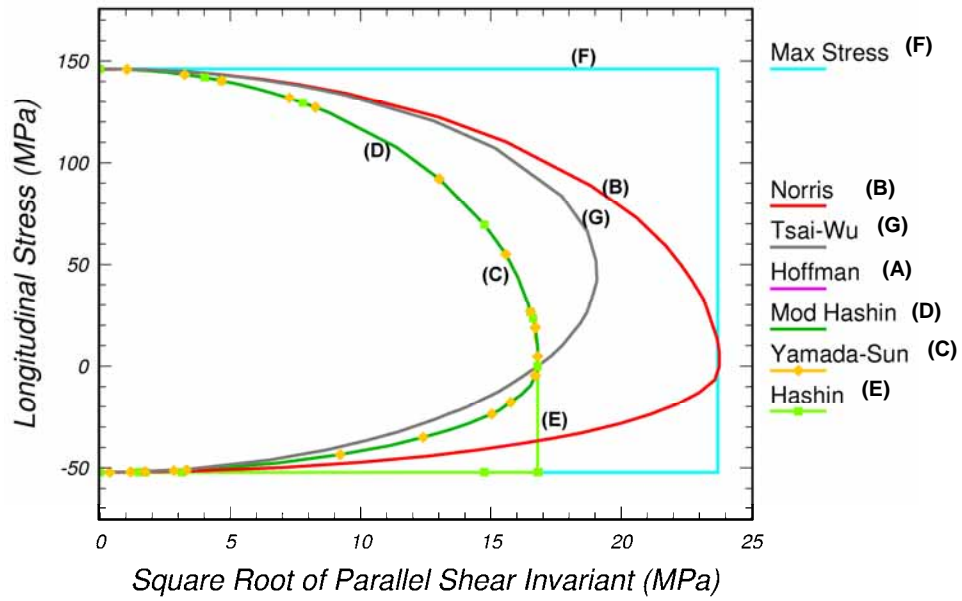 150
100
50
0
-50
0 5 10 15 20 25
Longitudinal Stress (MPa)
Square Root of Parallel Shear Invariant (MPa)
(F)
(D)
(B)
(G)
(C)
(E)
Max Stress (F)
Norris (B)
Tsai-Wu (G)
Hoffman (A)
Mod Hashin (D)
Yamada-Sun (C)
Hashin (E)